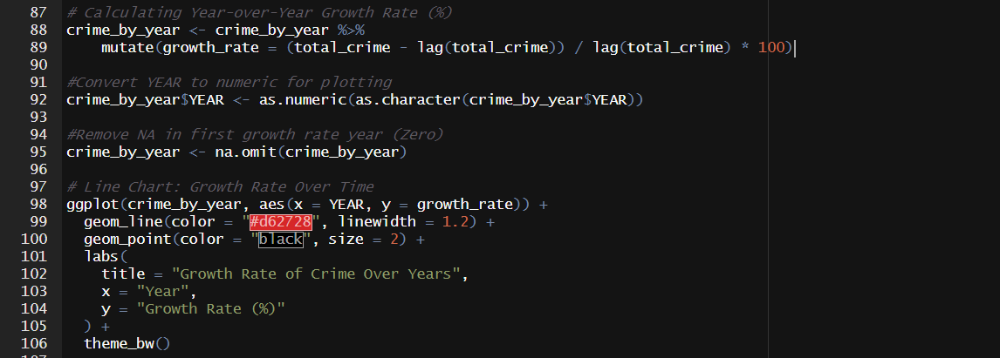 87 # Calculating Year-over-Year Growth Rate (%)
88 crime_by_year <- crime_by_year %>%
89     mutate(growth_rate = (total_crime - lag(total_crime)) / lag(total_crime) * 100)
90
91 #Convert YEAR to numeric for plotting
92 crime_by_year$YEAR <- as.numeric(as.character(crime_by_year$YEAR))
93
94 #Remove NA in first growth rate year (Zero)
95 crime_by_year <- na.omit(crime_by_year)
96
97 # Line Chart: Growth Rate Over Time
98 ggplot(crime_by_year, aes(x = YEAR, y = growth_rate)) +
99   geom_line(color = "#d62728", linewidth = 1.2) +
100   geom_point(color = "black", size = 2) +
101   labs(
102     title = "Growth Rate of Crime Over Years",
103     x = "Year",
104     y = "Growth Rate (%)"
105   ) +
106   theme_bw()